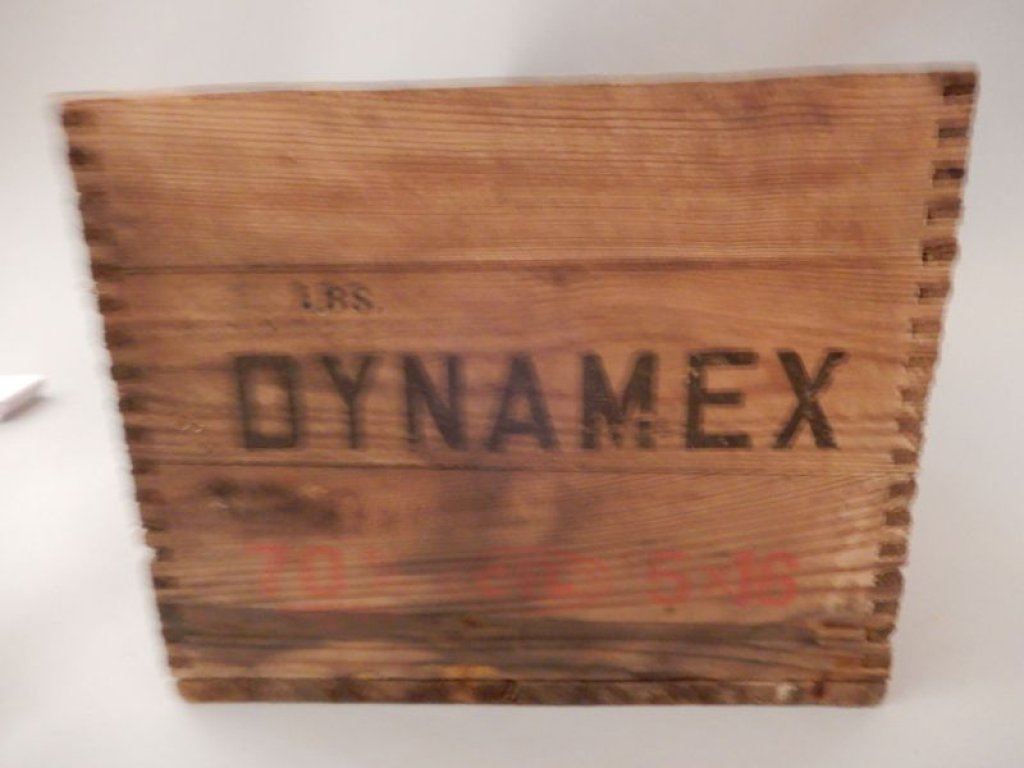 LBS.
DYNAMEX
70% 5x16